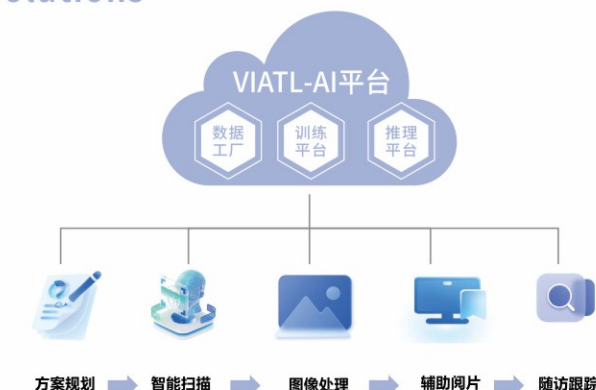 VIATL-AI平台
数据
工厂
训练
平台
推理
平台
方案规划
智能扫描
图像处理
辅助阅片
随访跟踪